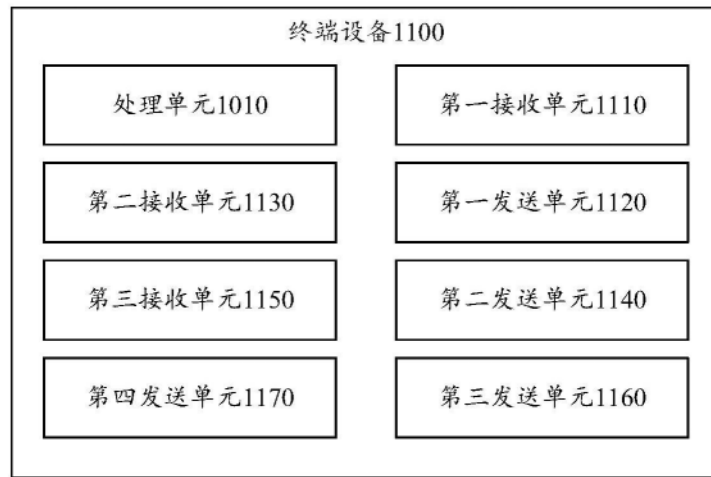 终端设备1100
处理单元1010
第一接收单元1110
第二接收单元1130
第一发送单元1120
第三接收单元1150
第二发送单元1140
第四发送单元1170
第三发送单元1160